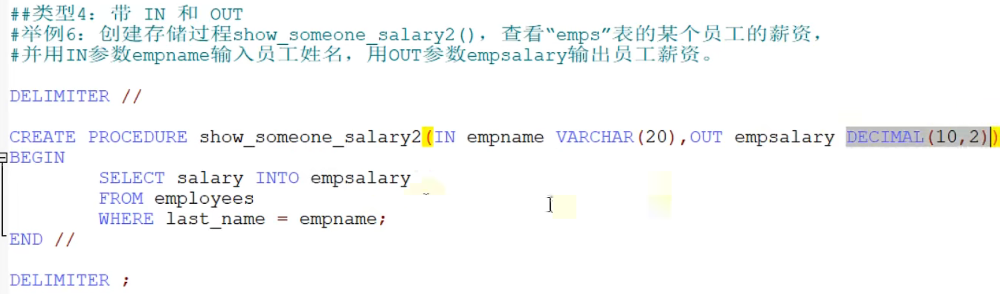 ##类型4：带 IN 和 OUT
#举例6：创建存储过程show_someone_salary2()，查看“emps”表的某个员工的薪资，
#并用IN参数empname输入员工姓名，用OUT参数empsalary输出员工薪资。
DELIMITER //
CREATE PROCEDURE show_someone_salary2(IN empname VARCHAR(20),OUT empsalary DECIMAL(10,2))
BEGIN
SELECT salary INTO empsalary
FROM employees
WHERE last_name = empname;
END //
DELIMITER ;